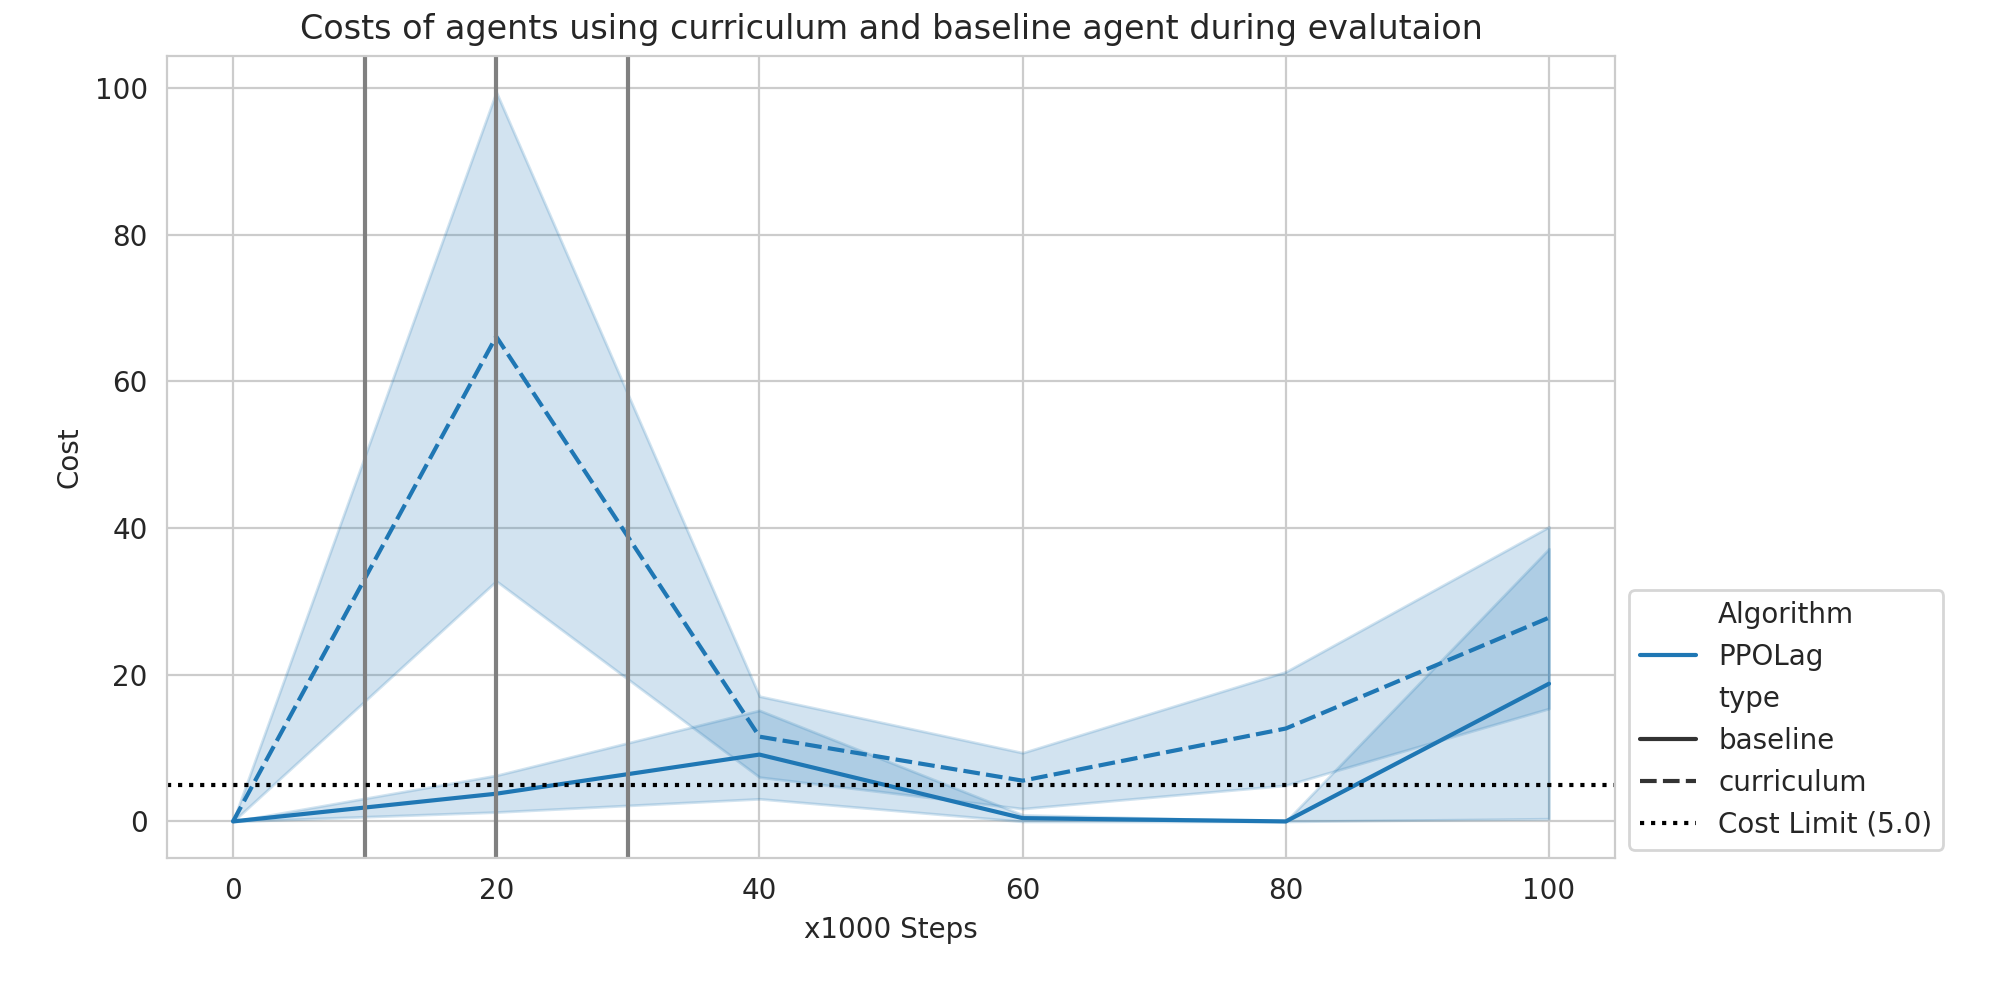 Costs of agents using curriculum and baseline agent during evalutaion
100
80
60
40
20
0
Cost
0 20 40 60 80 100
x1000 Steps
Algorithm
PPOLag
type
baseline
curriculum
Cost Limit (5.0)